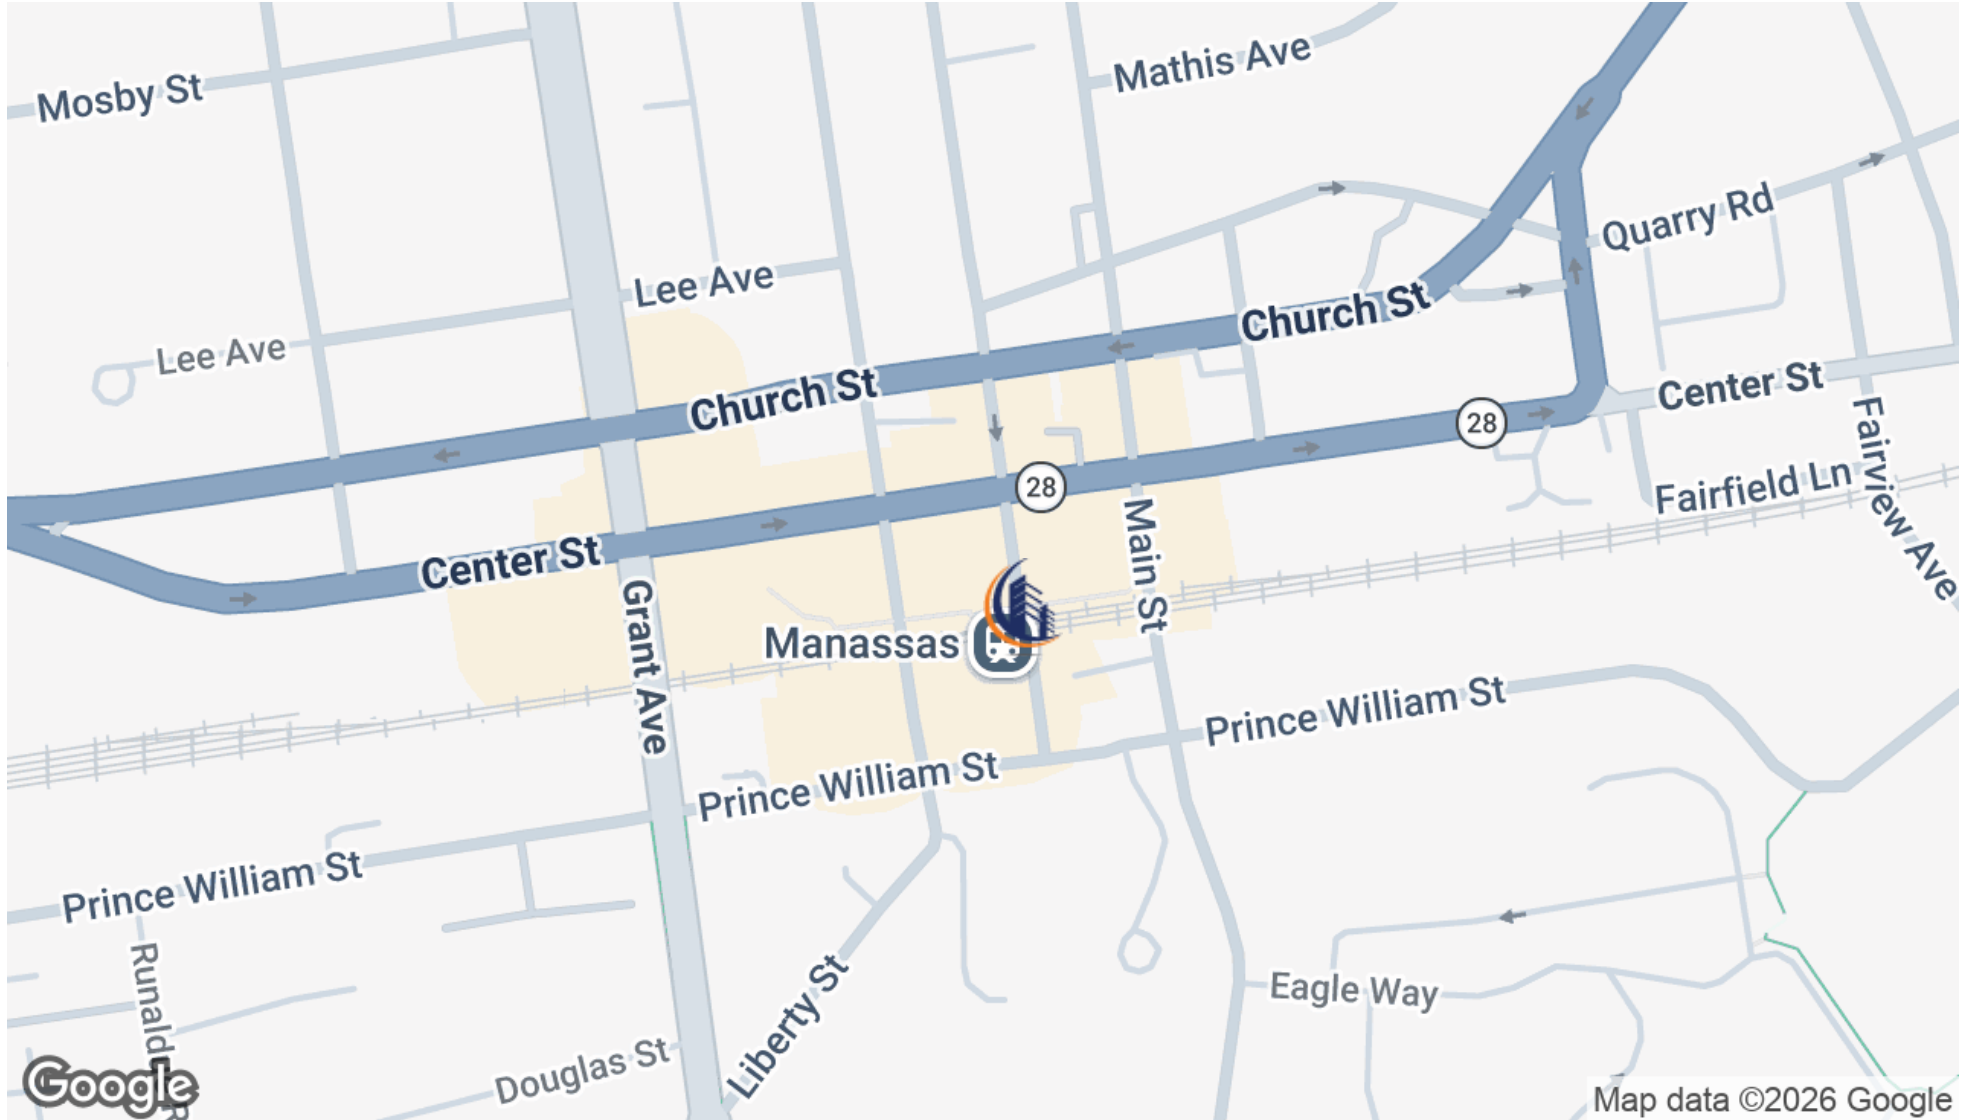 Mosby St
Mathis Ave
Quarry Rd
Lee Ave
Lee Ave
Church St
Church St
Center St
28
28
Fairfield Ln
Fairview Ave
Center St
Main St
Grant Ave
Manassas
Prince William St
Prince William St
Prince William St
Eagle Way
Liberty St
Douglas St
Google
Map data ©2026 Google